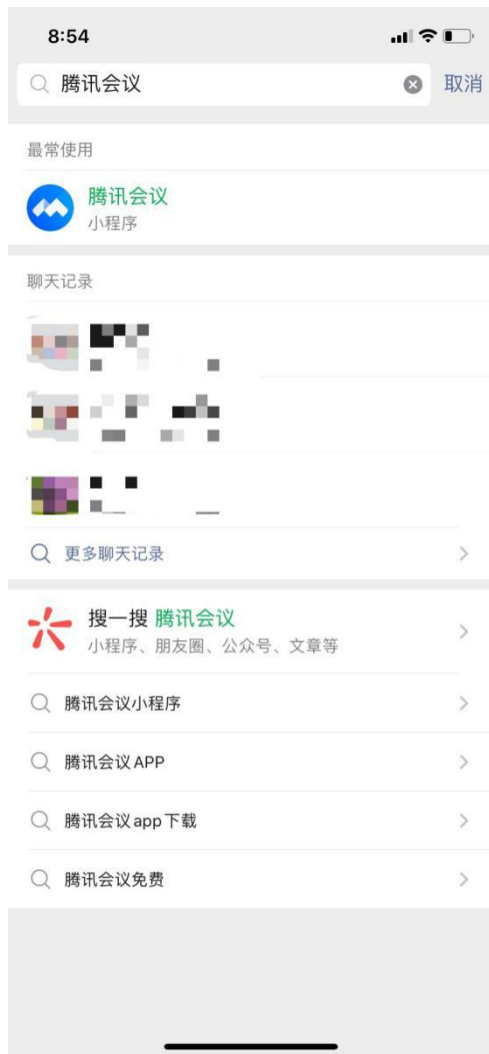 8:54
腾讯会议
取消
最常使用
腾讯会议
小程序
聊天记录
更多聊天记录
搜一搜 腾讯会议
小程序、朋友圈、公众号、文章等
腾讯会议小程序
腾讯会议APP
腾讯会议app下载
腾讯会议免费